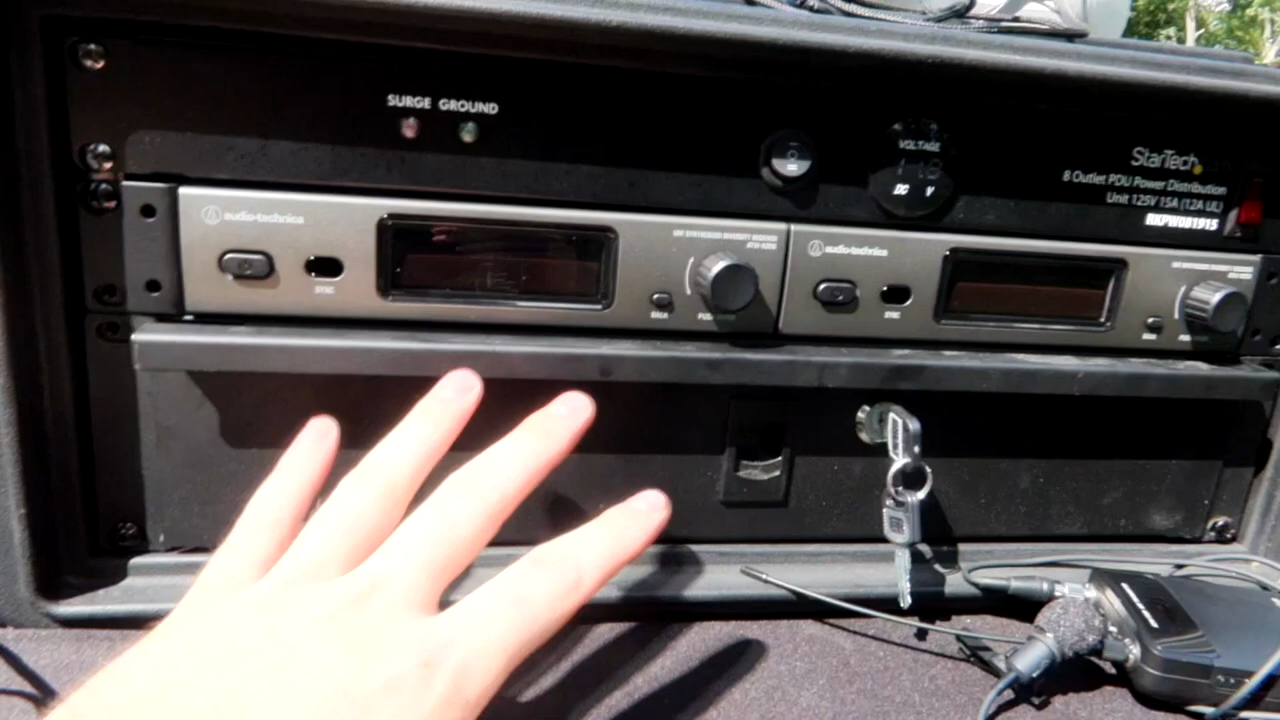 SURGE GROUND
VOLTAGE
DC V
StarTech
8 Outlet PDU Power Distribution
Unit 125V 15A (12A UL)
RKPW081915
audio-technica
SYNC
BACK
audio-technica
SYNC